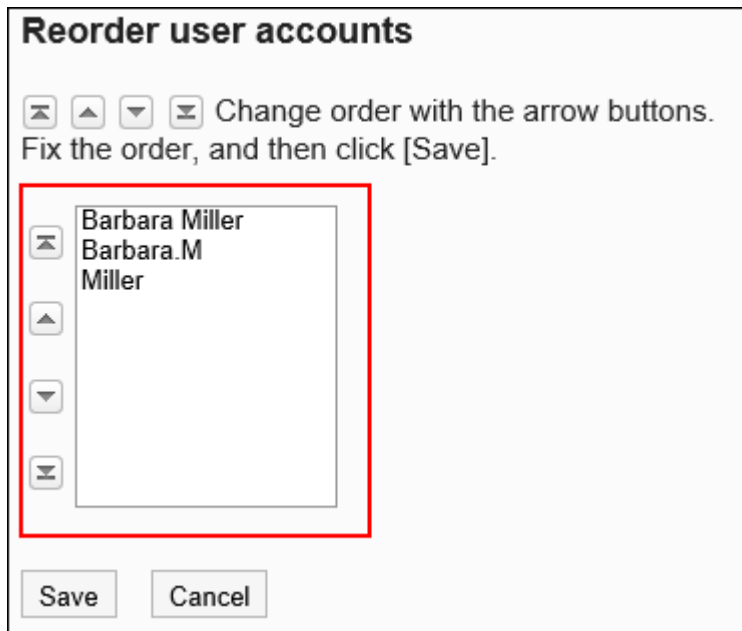 Reorder user accounts
Change order with the arrow buttons.
Fix the order, and then click [Save].
Barbara Miller
Barbara.M
Miller
Save
Cancel